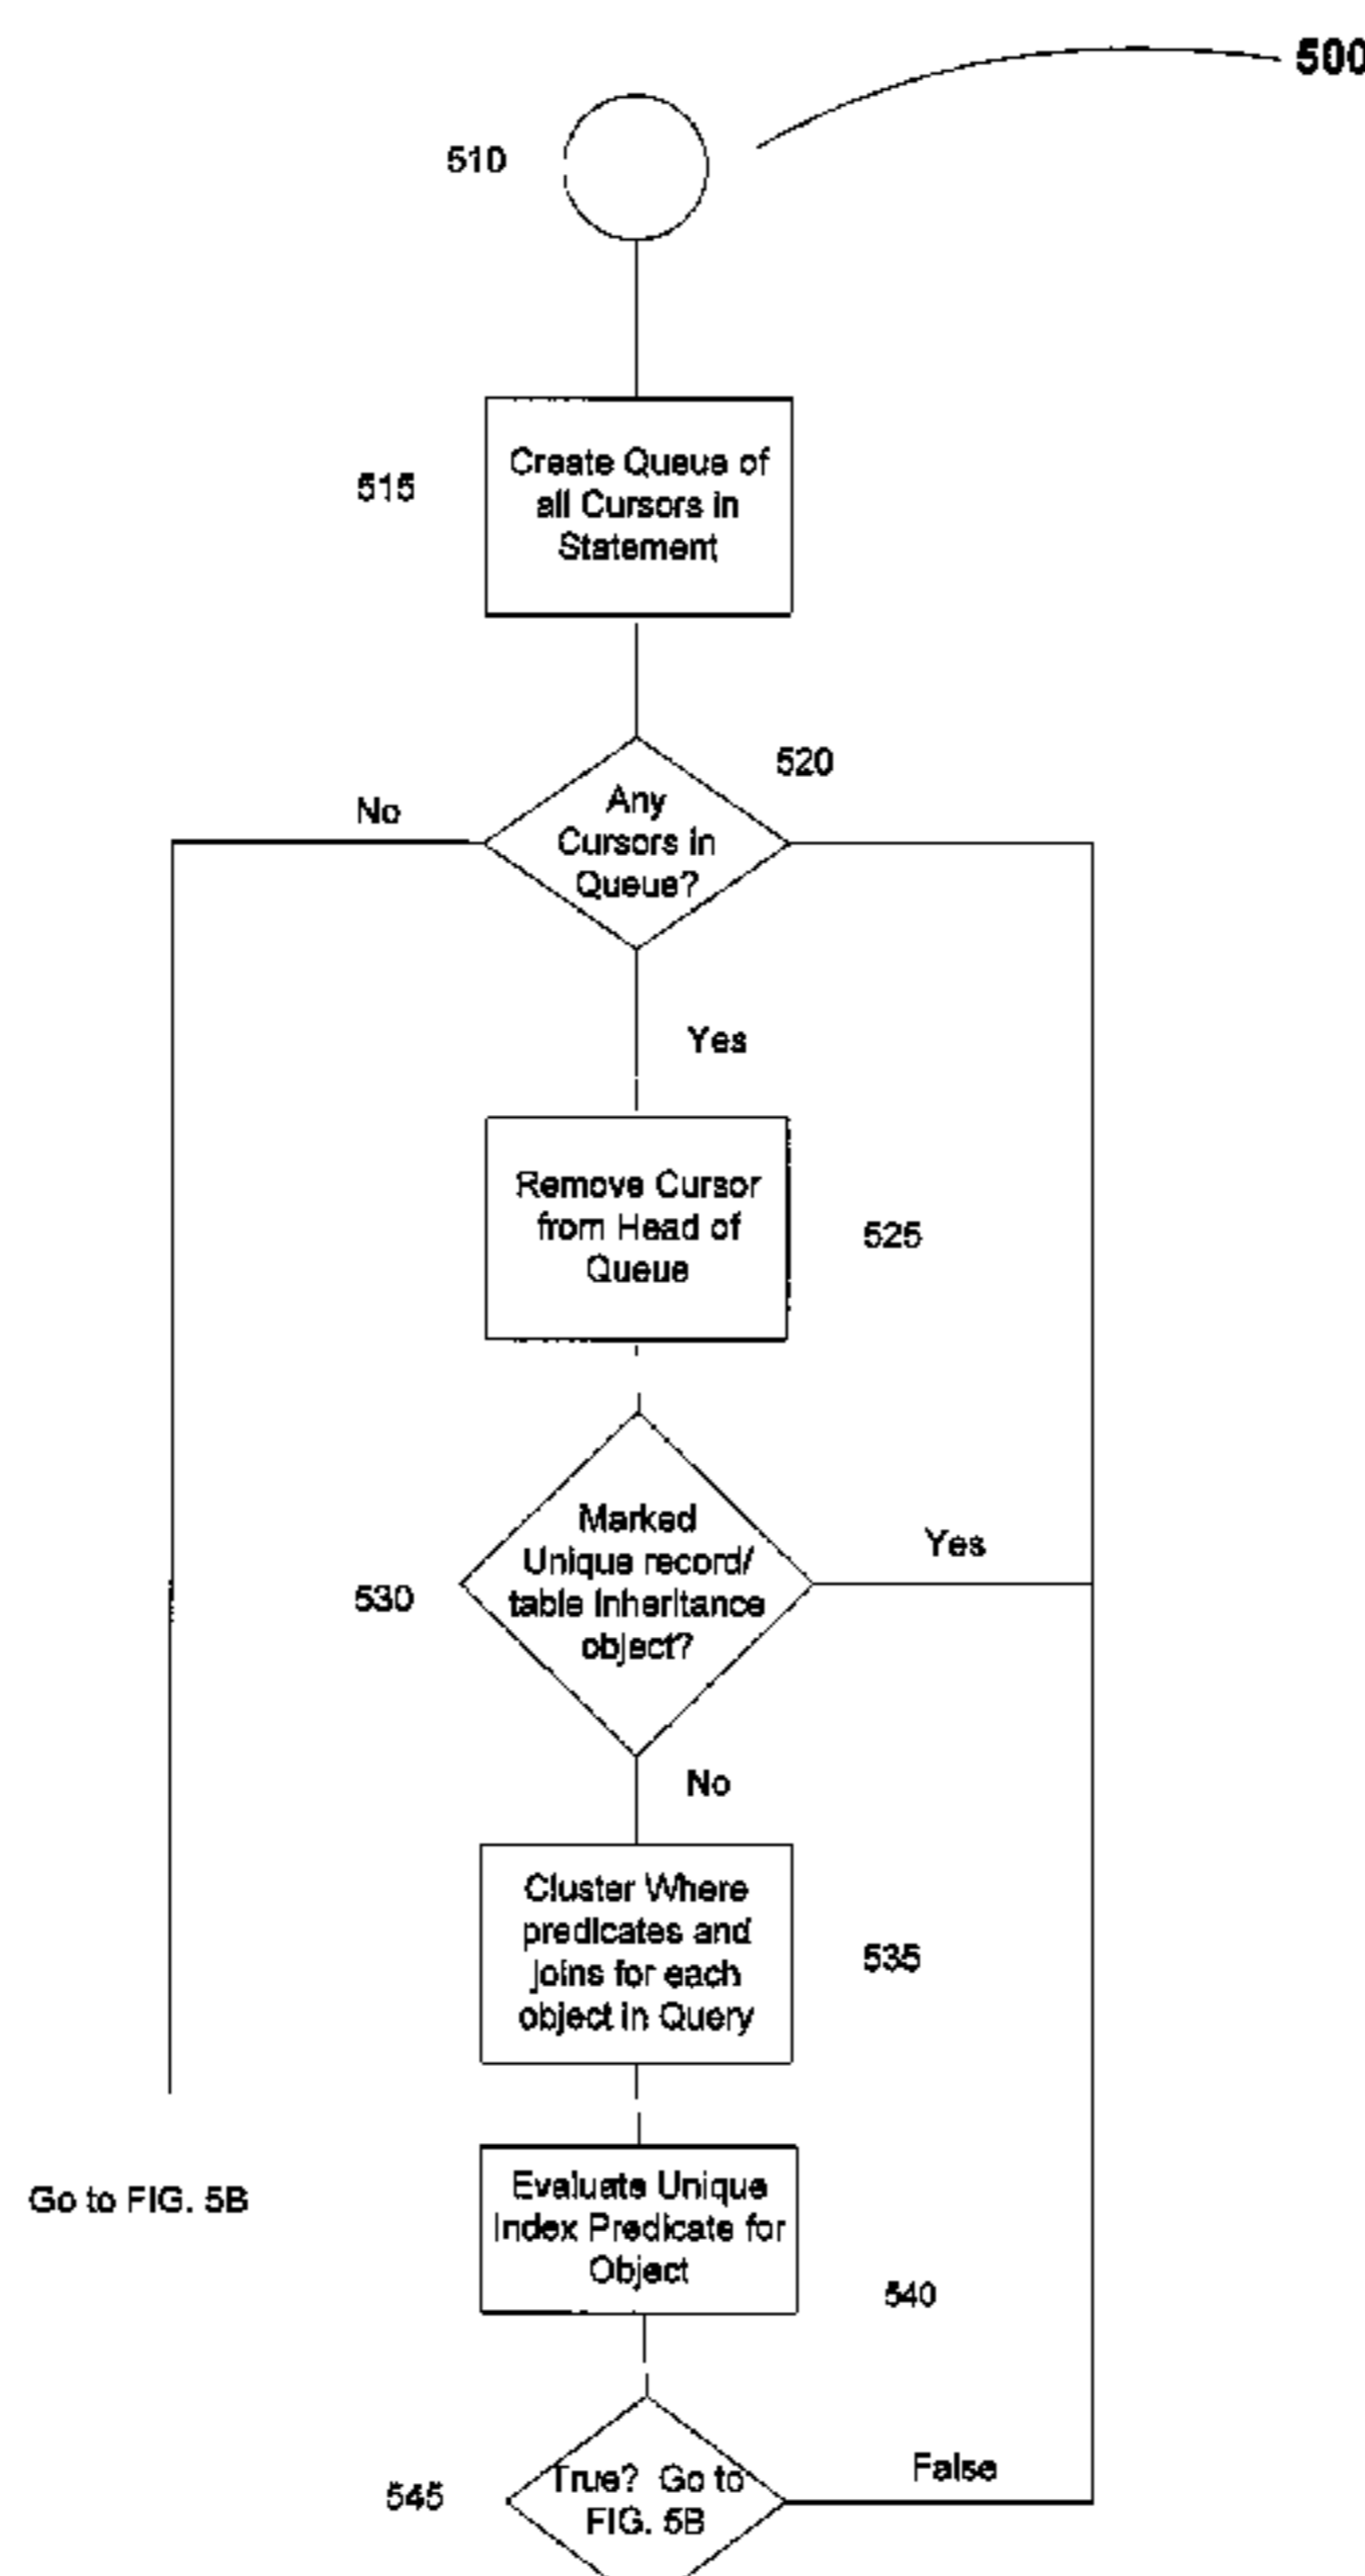 500
510
Create Queue of
all Cursors in
Statement
515
520
No
Any
Cursors in
Queue?
Yes
Remove Cursor
from Head of
Queue
525
Marked
Unique record/
table Inheritance
object?
Yes
530
No
Cluster Where
predicates and
joins for each
object in Query
535
Evaluate Unique
Index Predicate for
Object
Go to FIG. 5B
540
True? Go to
FIG. 5B
False
545